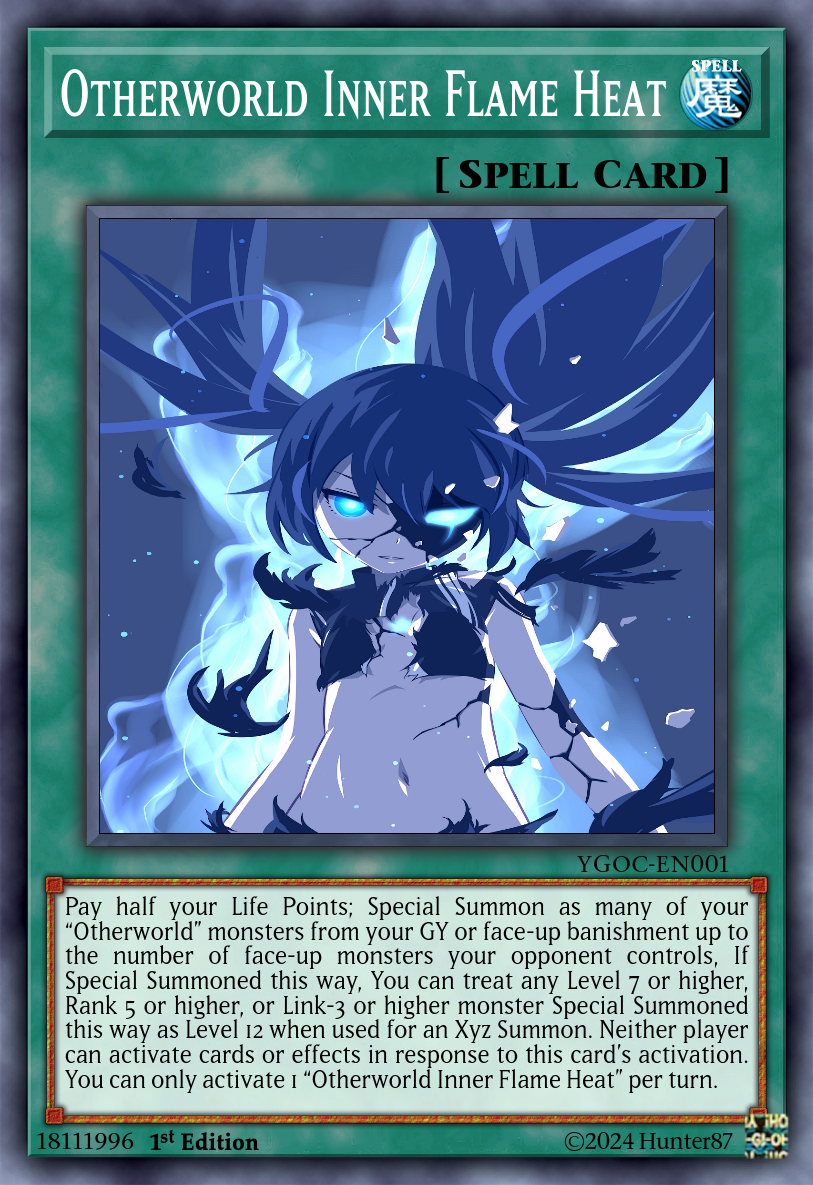 OTHERWORLD INNER FLAME HEAT
SPELL
魔
[ SPELL CARD ]
YGOC-EN001
Pay half your Life Points; Special Summon as many of your
“Otherworld” monsters from your GY or face-up banishment up to
the number of face-up monsters your opponent controls, If
Special Summoned this way, You can treat any Level 7 or higher,
Rank 5 or higher, or Link-3 or higher monster Special Summoned
this way as Level 12 when used for an Xyz Summon. Neither player
can activate cards or effects in response to this card’s activation.
You can only activate 1 “Otherworld Inner Flame Heat” per turn.
18111996 1st Edition ©2024 Hunter87